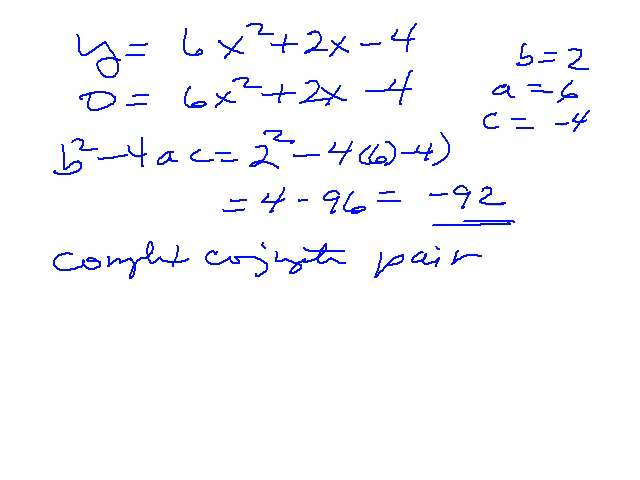 y = 6x²+2x-4
0 = 6x²+2x-4
b = 2
a = 6
c = -4
b²-4ac = 2²-4(6)-4)
= 4 - 96 = -92
complex conjugate pair